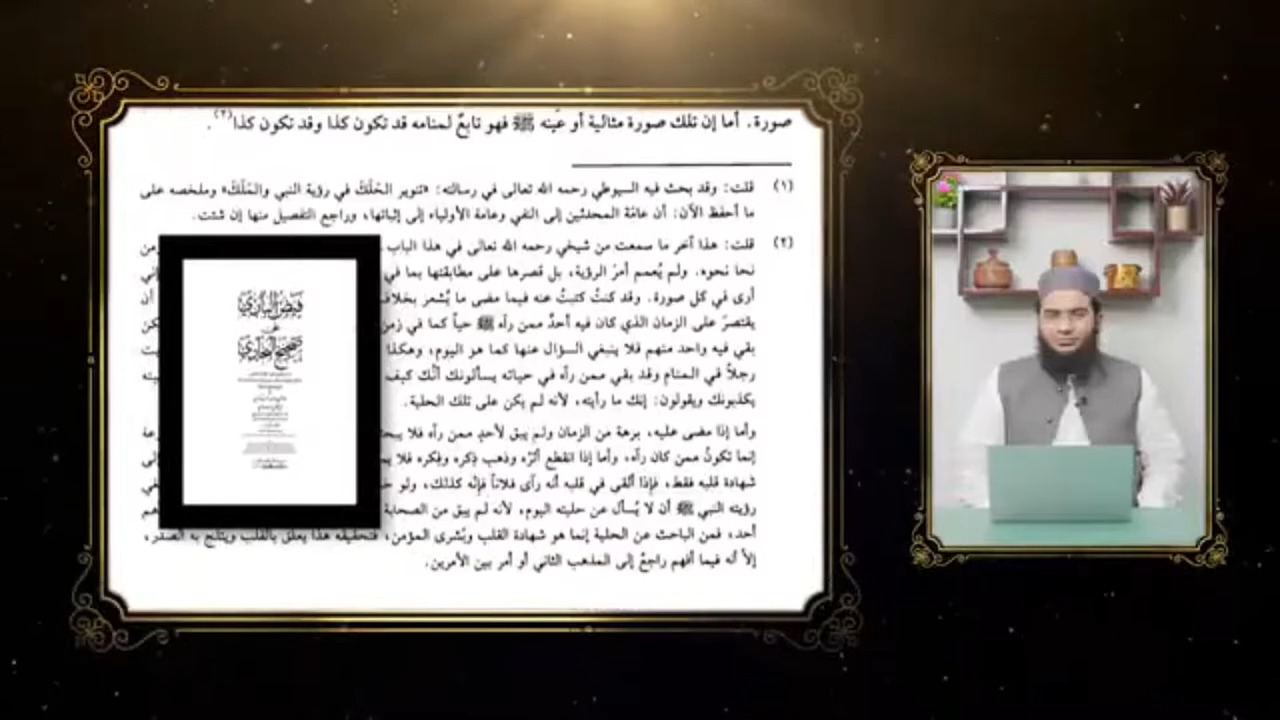 صورة. أما إن تلك صورة مثالية أو عَينه ﷺ فهو تابعٌ لمنامه قد تكون كذا وقد تكون كذا(٢).
(١) قلت: وقد بحث فيه السيوطي رحمه الله تعالى في رسالته: «تنوير الحَلَكْ في رؤية النبي والمَلَكْ» وملخصه على
ما أحفظ الآن: أن عامّة المحدثين إلى النفي وعامة الأولياء إلى إثباتها، وراجع التفصيل منها إن شئت.
(٢) قلت: هذا آخر ما سمعت من شيخي رحمه الله تعالى في هذا الباب
نحا نحوه. ولم يُعمم أمرُ الرؤية، بل قصرها على مطابقتها بما في
أرى في كل صورة. وقد كنتُ كتبتُ عنه فيما مضى ما يُشعر بخلاف
يقتصرَ على الزمان الذي كان فيه أحدٌ ممن رآه ﷺ حياً كما في زمن
بقي فيه واحد منهم فلا ينبغي السؤال عنها كما هو اليوم، وهكذا
رجلاً في المنام وقد بقي ممن رآه في حياته يسألونك أنَّك كيف
يكذبونك ويقولون: إنك ما رأيته، لأنه لم يكن على تلك الحلية.
وأما إذا مضى عليه، برهة من الزمان ولم يبق لأحدٍ ممن رآه فلا
إنما تكونُ ممن كان رآه، وأما إذا انقطع أثرُه وذهب ذِكره وفِكره فلا
شهادة قلبه فقط، فإذا ألقى في قلبه أنه رأى فلاناً فإنّه كذلك، ولو
رؤيته النبي ﷺ أن لا يُسأل عن حليته اليوم، لأنه لم يبق من الصحابة
أحد، فمن الباحث عن الحلية إنما هو شهادة القلب وبُشرى المؤمن، فتحقيقه هذا يعلق بالقلب ويثلج به الصدر،
إلاّ أنه فيما أفهم راجعٌ إلى المذهب الثاني أو أمر بين الأمرين.
فيض الباري
على
صحيح البخاري